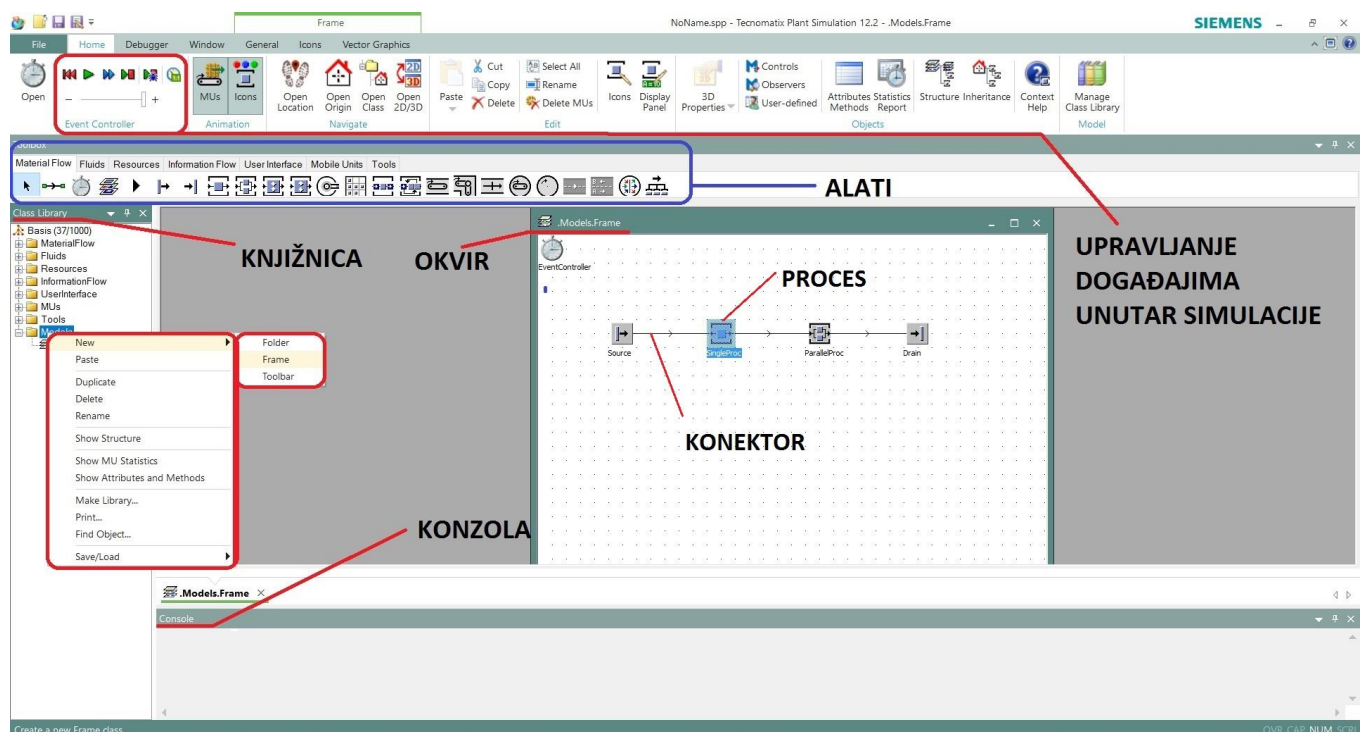 Frame
NoName.spp - Tecnomatix Plant Simulation 12.2 - .Models.Frame
SIEMENS
File Home Debugger Window General Icons Vector Graphics
Open
Event Controller
MUs Icons
Animation
Open Location
Open Origin
Open Class
Open 2D/3D
Navigate
Paste
Cut
Copy
Delete
Select All
Rename
Delete MUs
Edit
Icons
Display Panel
3D Properties
Controls
Observers
User-defined
Attributes Methods
Statistics Report
Structure
Inheritance
Objects
Context Help
Manage Class Library
Model
Toolbox
Material Flow Fluids Resources Information Flow User Interface Mobile Units Tools
ALATI
Class Library
Basis (37/1000)
MaterialFlow
Fluids
Resources
InformationFlow
UserInterface
MUs
Tools
Models
New
Paste
Duplicate
Delete
Rename
Show Structure
Show MU Statistics
Show Attributes and Methods
Make Library...
Print...
Find Object...
Save/Load
Folder
Frame
Toolbar
KNJIŽNICA
OKVIR
.Models.Frame
EventController
PROCES
Source
SingleProc
ParallelProc
Drain
KONEKTOR
UPRAVLJANJE
DOGAĐAJIMA
UNUTAR SIMULACIJE
KONZOLA
.Models.Frame
Console
Create a new Frame class
OVR CAP NUM SCRL